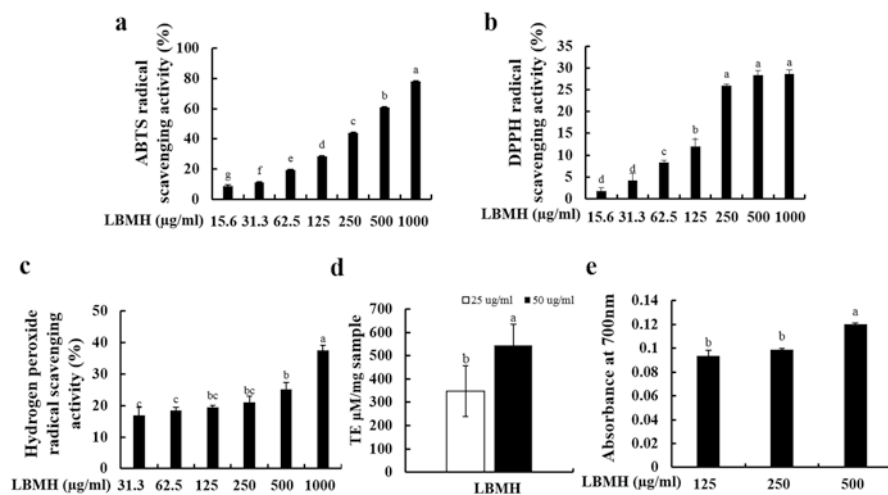 a
ABTS radical
scavenging activity (%)
100
80
60
40
20
0
g
f
e
d
c
b
a
LBMH (µg/ml) 15.6 31.3 62.5 125 250 500 1000
b
DPPH radical
scavenging activity (%)
35
30
25
20
15
10
5
0
d
d
c
b
a
a
a
LBMH (µg/ml) 15.6 31.3 62.5 125 250 500 1000
c
Hydrogen peroxide
radical scavenging
activity (%)
50
40
30
20
10
0
c
c
bc
bc
b
a
LBMH (µg/ml) 31.3 62.5 125 250 500 1000
d
TE µM/mg sample
700
600
500
400
300
200
100
0
25 ug/ml 50 ug/ml
b
a
LBMH
e
Absorbance at 700nm
0.14
0.12
0.1
0.08
0.06
0.04
0.02
0
b
b
a
LBMH (µg/ml) 125 250 500